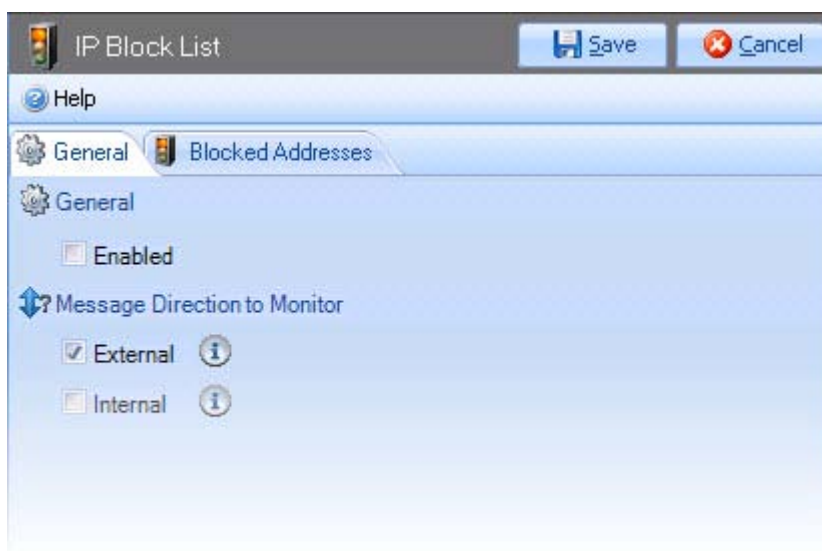 IP Block List Save Cancel
Help
General Blocked Addresses
General
Enabled
Message Direction to Monitor
External
Internal